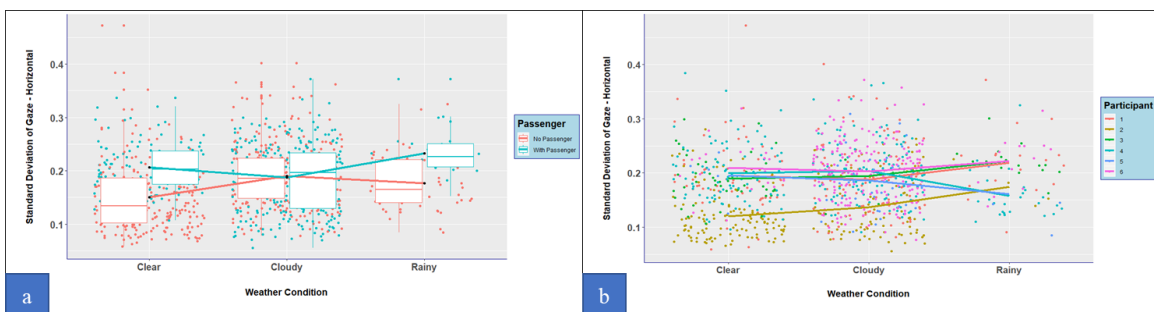 Standard Deviation of Gaze - Horizontal
0.4
0.3
0.2
0.1
Clear
Cloudy
Rainy
Weather Condition
Passenger
No Passenger
With Passenger
a
Standard Deviation of Gaze - Horizontal
0.4
0.3
0.2
0.1
Clear
Cloudy
Rainy
Weather Condition
Participant
1
2
3
4
5
6
b